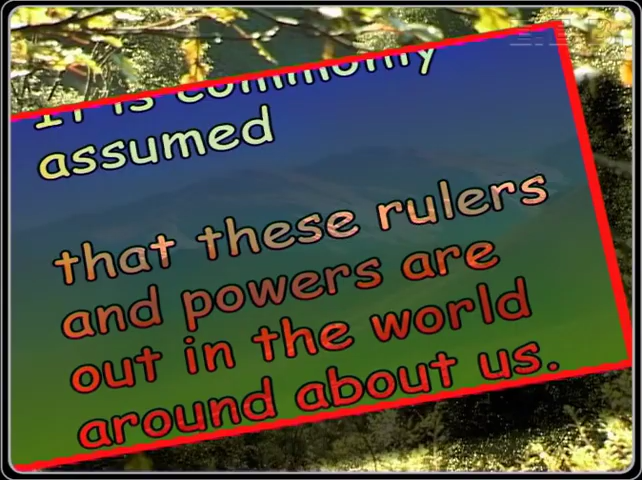 It is commonly
assumed
that these rulers
and powers are
out in the world
around about us.